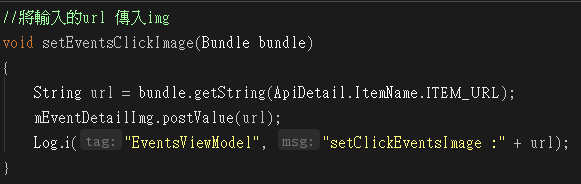 //將輸入的url 傳入img
void setEventsClickImage(Bundle bundle)
{
String url = bundle.getString(ApiDetail.ItemName.ITEM_URL);
mEventDetailImg.postValue(url);
Log.i( tag: "EventsViewModel", msg: "setClickEventsImage :" + url);
}